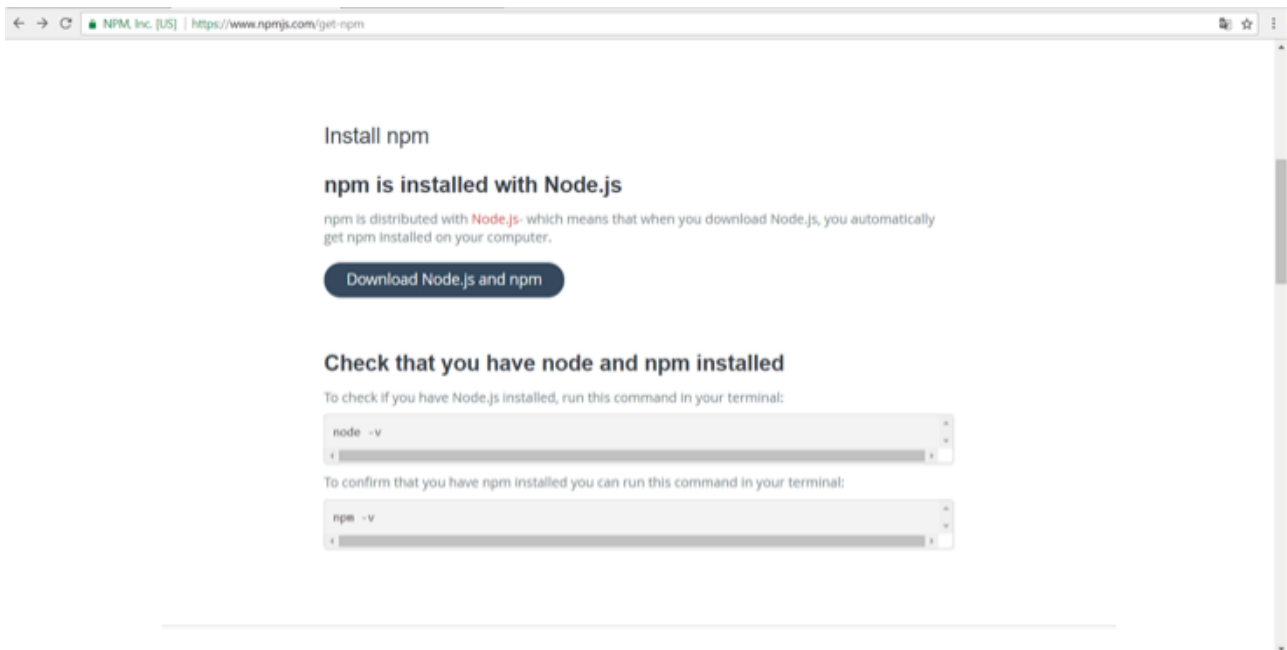 NPM, Inc. [US] | https://www.npmjs.com/get-npm
Install npm
npm is installed with Node.js
npm is distributed with Node.js- which means that when you download Node.js, you automatically
get npm installed on your computer.
Download Node.js and npm
Check that you have node and npm installed
To check if you have Node.js installed, run this command in your terminal:
node -v
To confirm that you have npm installed you can run this command in your terminal:
npm -v